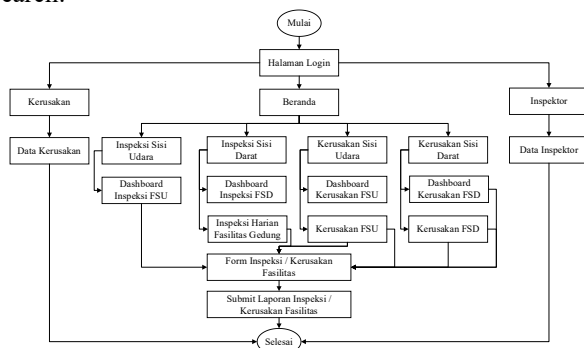 earch.
Mulai
Halaman Login
Kerusakan
Beranda
Inspektor
Data Kerusakan
Inspeksi Sisi
Udara
Inspeksi Sisi
Darat
Kerusakan Sisi
Udara
Kerusakan Sisi
Darat
Data Inspektor
Dashboard
Inspeksi FSU
Dashboard
Inspeksi FSD
Dashboard
Kerusakan FSU
Dashboard
Kerusakan FSD
Inspeksi Harian
Fasilitas Gedung
Kerusakan FSU
Kerusakan FSD
Form Inspeksi / Kerusakan
Fasilitas
Submit Laporan Inspeksi /
Kerusakan Fasilitas
Selesai